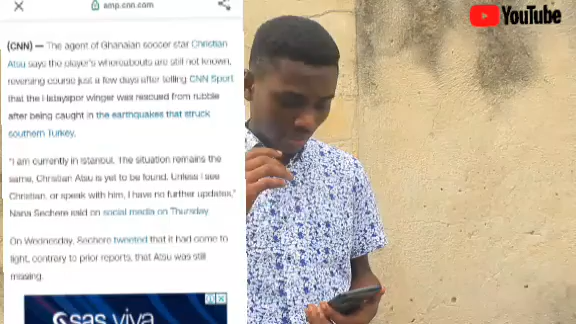 amp.cnn.com
YouTube
(CNN) — The agent of Ghanaian soccer star Christian
Atsu says the player's whereabouts are still not known,
reversing course just a few days after telling CNN Sport
that the Hatayspor winger was rescued from rubble
after being caught in the earthquakes that struck
southern Turkey.
"I am currently in Istanbul. The situation remains the
same, Christian Atsu is yet to be found. Unless I see
Christian, or speak with him, I have no further updates,"
Nana Sechere said on social media on Thursday
On Wednesday, Sechere tweeted that it had come to
light, contrary to prior reports, that Atsu was still
missing.
sas viya